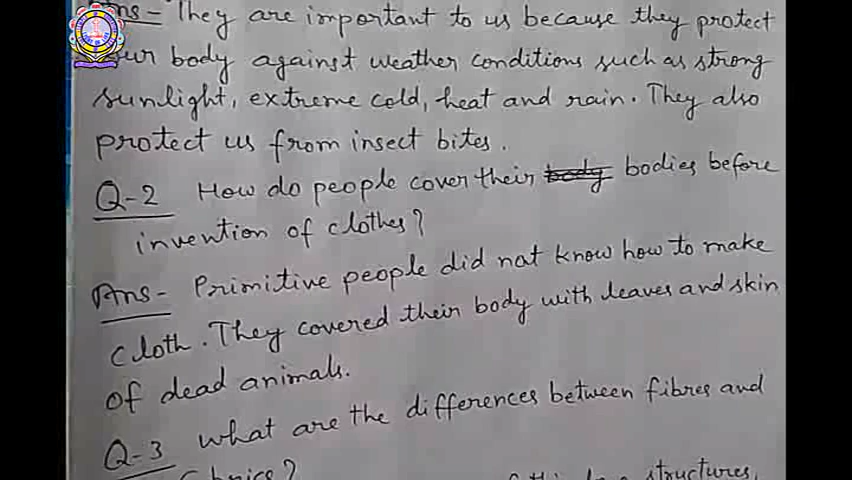 Ans- They are important to us because they protect
our body against weather conditions such as strong
sunlight, extreme cold, heat and rain. They also
protect us from insect bites.
Q-2 How do people cover their body bodies before
invention of clothes?
Ans- Primitive people did not know how to make
cloth. They covered their body with leaves and skin
of dead animals.
Q-3 What are the differences between fibres and
structures,